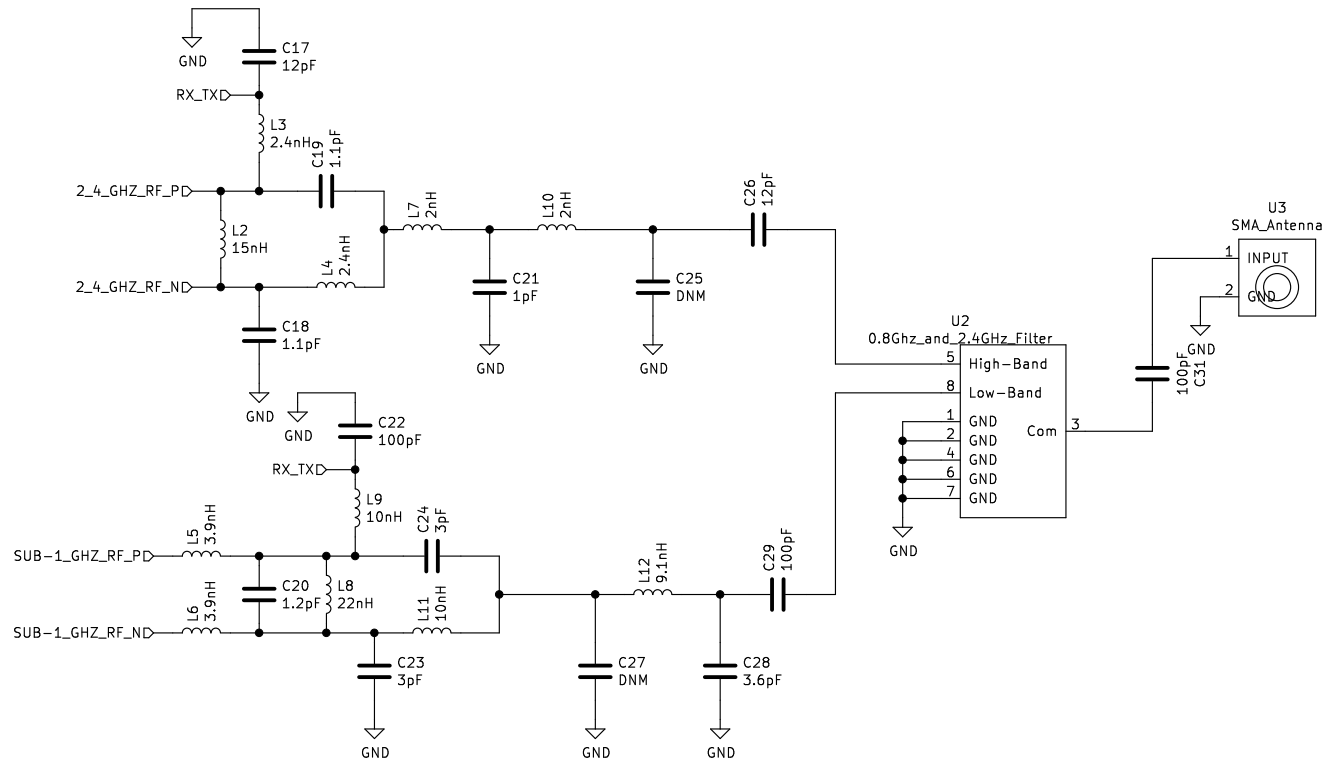 C17
12pF
GND
RX_TX
L3
2.4nH
C19
1.1pF
2_4_GHZ_RF_P
L2
15nH
2_4_GHZ_RF_N
L4
2.4nH
C18
1.1pF
GND
L7
2nH
L10
2nH
C21
1pF
GND
C25
DNM
GND
C26
12pF
U3
SMA_Antenna
1
INPUT
2
GND
GND
100pF
C31
U2
0.8Ghz_and_2.4GHz_Filter
5
High-Band
8
Low-Band
1
GND
2
GND
4
GND
6
GND
7
GND
Com
3
GND
GND
C22
100pF
RX_TX
L9
10nH
C24
3pF
L5
3.9nH
SUB-1_GHZ_RF_P
C20
1.2pF
L8
22nH
L6
3.9nH
SUB-1_GHZ_RF_N
L11
10nH
C23
3pF
GND
L12
9.1nH
C29
100pF
C27
DNM
GND
C28
3.6pF
GND